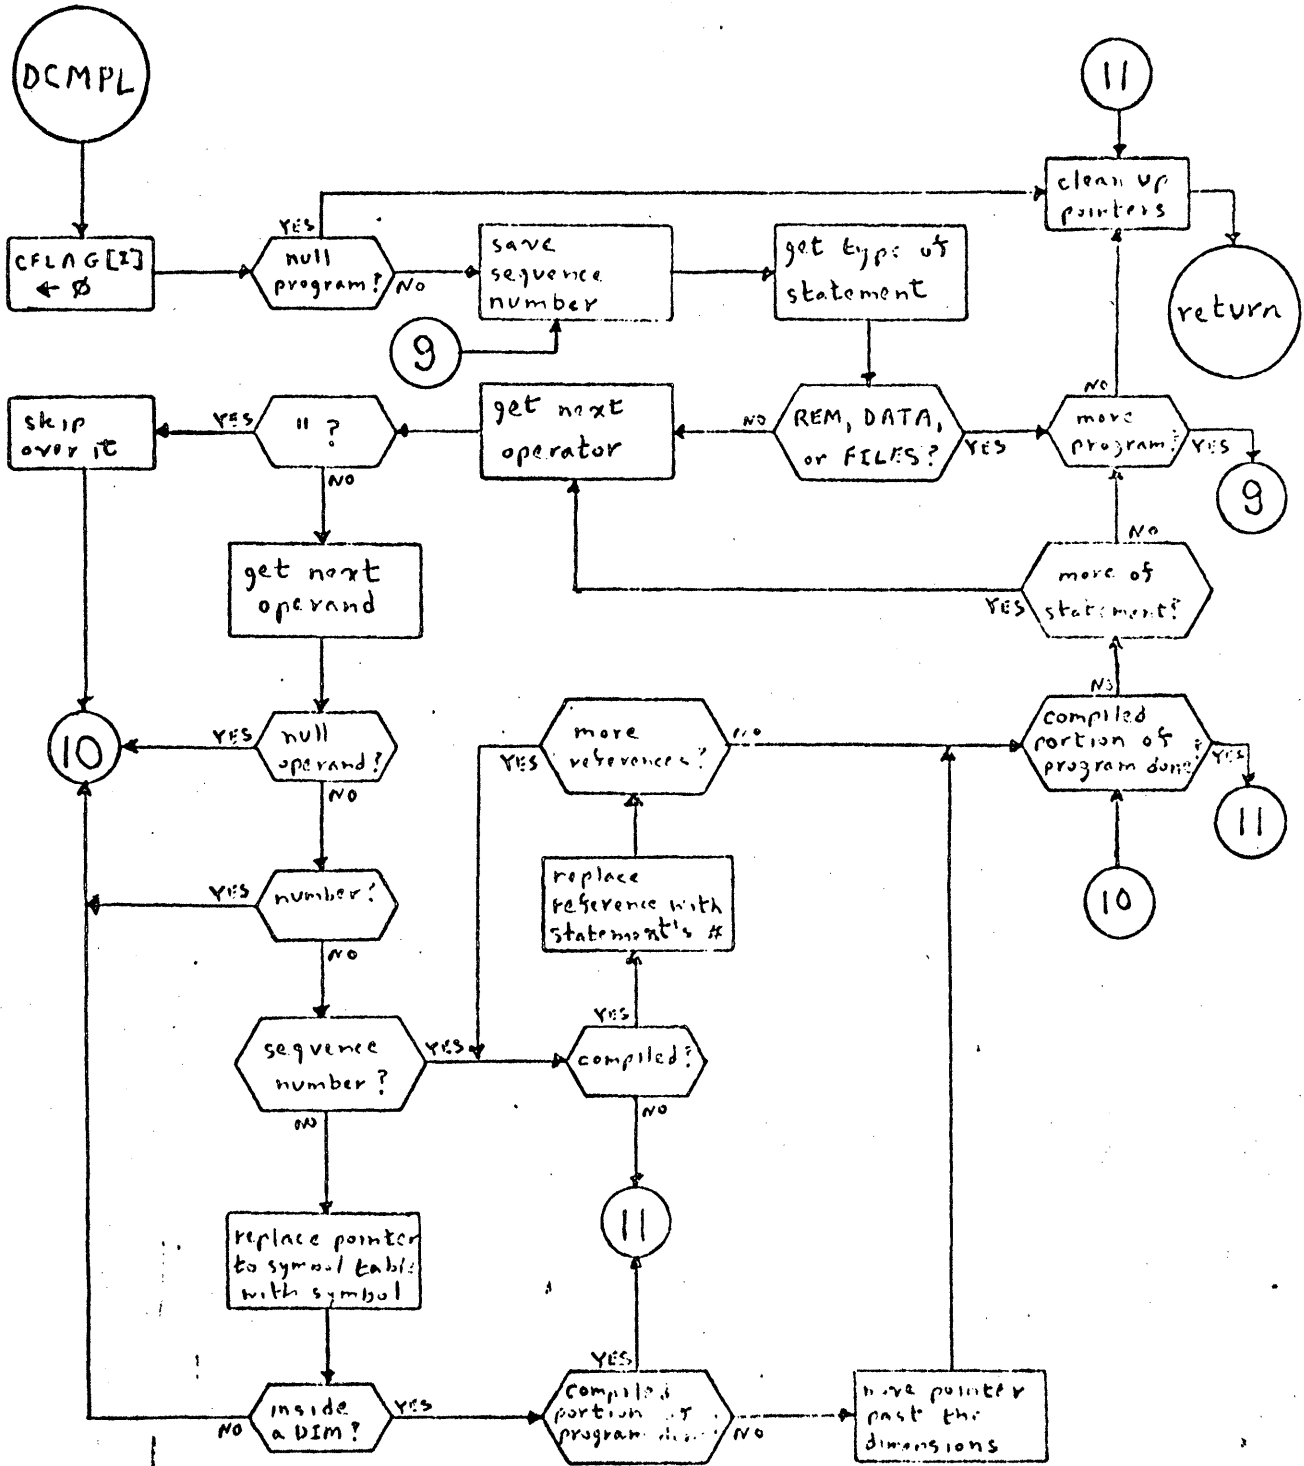 DCMPL
11
clean up
pointers
CFLAG[I]
← Ø
YES
null
program?
NO
save
sequence
number
get type of
statement
return
9
skip
over it
YES
" ?
NO
get next
operator
NO
REM, DATA,
or FILES?
YES
NO
more
program?
YES
9
get next
operand
NO
more of
statement?
YES
10
YES
null
operand?
NO
more
references?
YES
NO
NO
compiled
portion of
program done?
YES
11
YES
number?
NO
replace
reference with
statement's #
10
sequence
number?
YES
NO
YES
compiled?
NO
11
replace pointer
to symbol table
with symbol
inside
a DIM?
NO
YES
YES
compiled
portion of
program
NO
move pointer
past the
dimensions